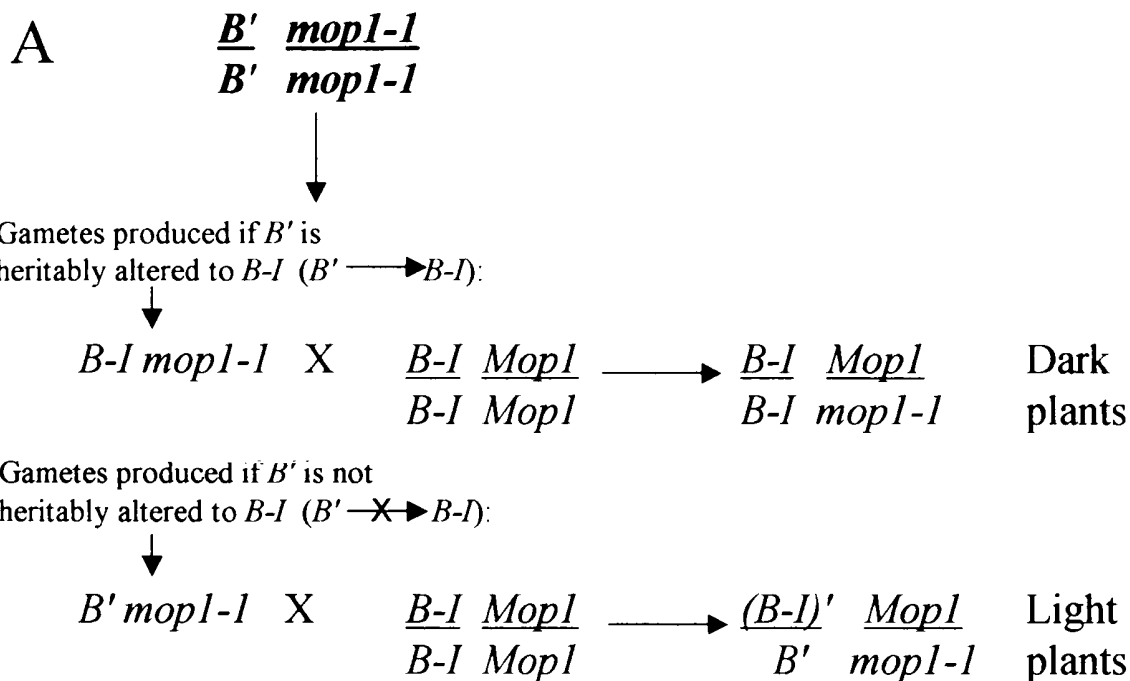 A
B' mop1-1
B' mop1-1
Gametes produced if B' is
heritably altered to B-I (B' → B-I):
B-I mop1-1 X B-I Mop1 → B-I Mop1 Dark
B-I Mop1 B-I mop1-1 plants
Gametes produced if B' is not
heritably altered to B-I (B' –X→ B-I):
B' mop1-1 X B-I Mop1 → (B-I)' Mop1 Light
B-I Mop1 B' mop1-1 plants